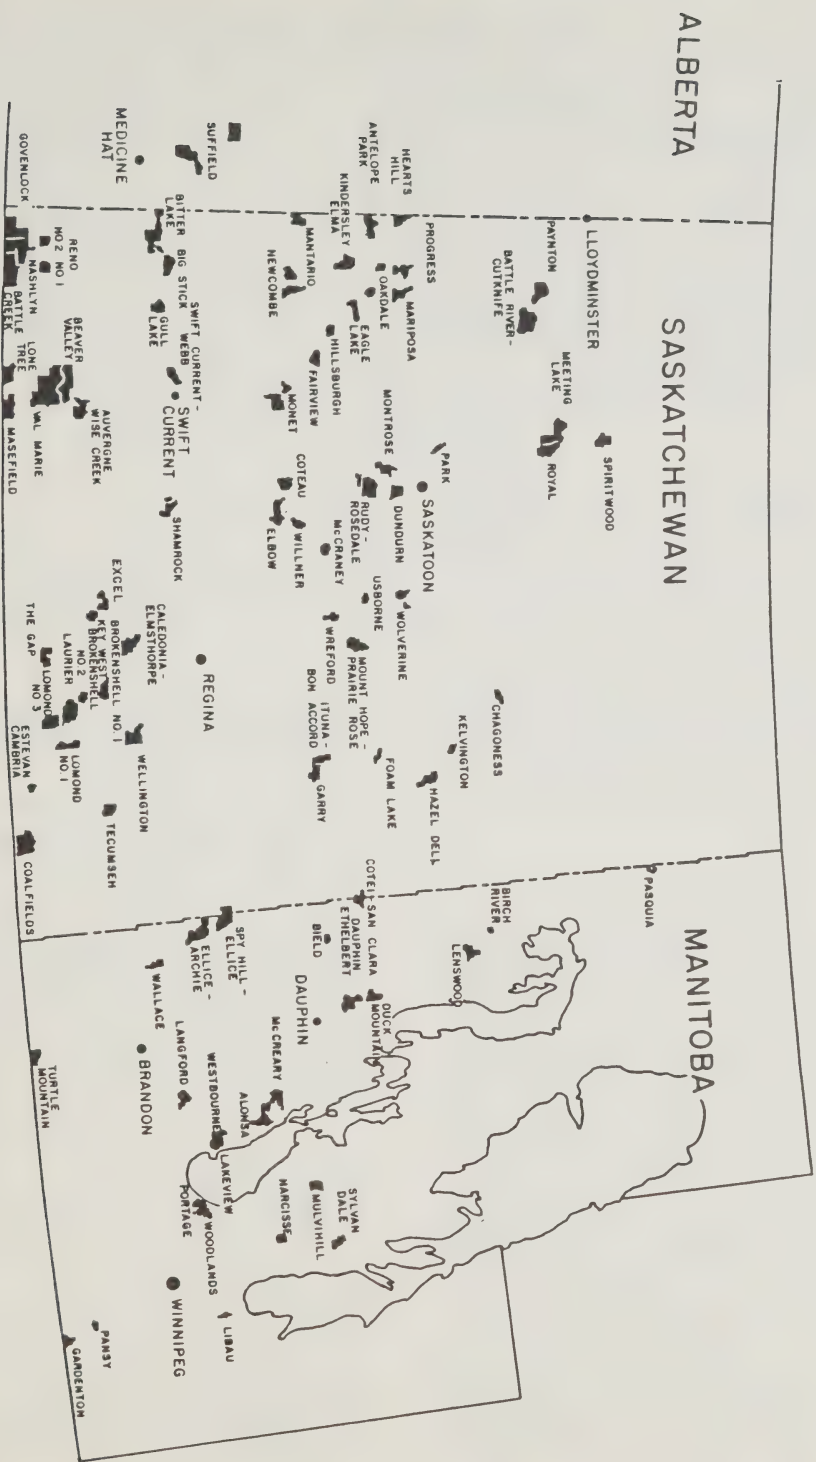 ALBERTA
SASKATCHEWAN
MANITOBA
LLOYDMINSTER
PAYNTON
BATTLE RIVER -
CUTKNIFE
MEETING
LAKE
SPIRITWOOD
ROYAL
PASQUIA
HEARTS
HILL
ANTELOPE
PARK
PROGRESS
MARIPOSA
KINDERSLEY
ELMA
OAKDALE
EAGLE
LAKE
MANTARIO
NEWCOMBE
HILLSBURGH
FAIRVIEW
MONET
MONTROSE
PARK
SASKATOON
DUNDURN
RUDY -
ROSEDALE
COTEAU
WILLNER
ELBOW
McCRANEY
USBORNE
WOLVERINE
WREFORD
MOUNT HOPE -
PRAIRIE ROSE
ITUNA -
BON ACCORD
GARRY
FOAM LAKE
KELVINGTON
CHAGONESS
HAZEL DELL
BIRCH
RIVER
LENSWOOD
COTE
SAN CLARA
DAUPHIN
ETHELBERT
DUCK
MOUNTAIN
BIELD
DAUPHIN
SUFFIELD
MEDICINE
HAT
BITTER
LAKE
BIG STICK
GULL
LAKE
SWIFT CURRENT -
WEBB
SWIFT
CURRENT
SHAMROCK
CALEDONIA -
ELMSTHORPE
REGINA
SPY HILL -
ELLICE
ELLICE -
ARCHIE
WALLACE
LANGFORD
BRANDON
McCREARY
ALONSA
WESTBOURNE
LAKEVIEW
PORTAGE
WOODLANDS
NARCISSE
MULVIHILL
SYLVAN
DALE
WINNIPEG
LIBAU
GOVENLOCK
RENO
NO 2 NO 1
NASHLYN
BATTLE
CREEK
LONE
TREE
BEAVER
VALLEY
VAL MARIE
MASEFIELD
AUVERGNE
WISE CREEK
EXCEL
KEY WEST
BROKENSHELL NO. 1
BROKENSHELL
NO 2
LAURIER
THE GAP
LOMOND
NO 3
LOMOND
NO. 1
WELLINGTON
TECUMSEH
ESTEVAN
CAMBRIA
COALFIELDS
TURTLE
MOUNTAIN
PANSY
GARDENTON